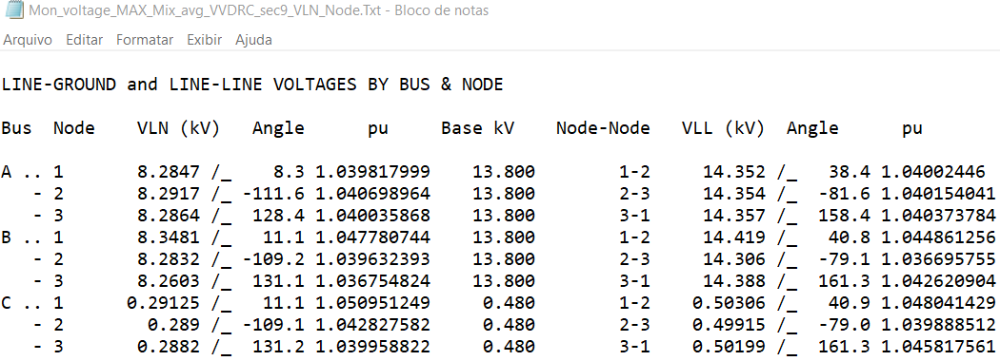 Mon_voltage_MAX_Mix_avg_VVDRC_sec9_VLN_Node.Txt - Bloco de notas
Arquivo Editar Formatar Exibir Ajuda
LINE-GROUND and LINE-LINE VOLTAGES BY BUS & NODE
Bus Node VLN (kV) Angle pu Base kV Node-Node VLL (kV) Angle pu
A .. 1 8.2847 /_ 8.3 1.039817999 13.800 1-2 14.352 /_ 38.4 1.04002446
- 2 8.2917 /_ -111.6 1.040698964 13.800 2-3 14.354 /_ -81.6 1.040154041
- 3 8.2864 /_ 128.4 1.040035868 13.800 3-1 14.357 /_ 158.4 1.040373784
B .. 1 8.3481 /_ 11.1 1.047780744 13.800 1-2 14.419 /_ 40.8 1.044861256
- 2 8.2832 /_ -109.2 1.039632393 13.800 2-3 14.306 /_ -79.1 1.036695755
- 3 8.2603 /_ 131.1 1.036754824 13.800 3-1 14.388 /_ 161.3 1.042620904
C .. 1 0.29125 /_ 11.1 1.050951249 0.480 1-2 0.50306 /_ 40.9 1.048041429
- 2 0.289 /_ -109.1 1.042827582 0.480 2-3 0.49915 /_ -79.0 1.039888512
- 3 0.2882 /_ 131.2 1.039958822 0.480 3-1 0.50199 /_ 161.3 1.045817561